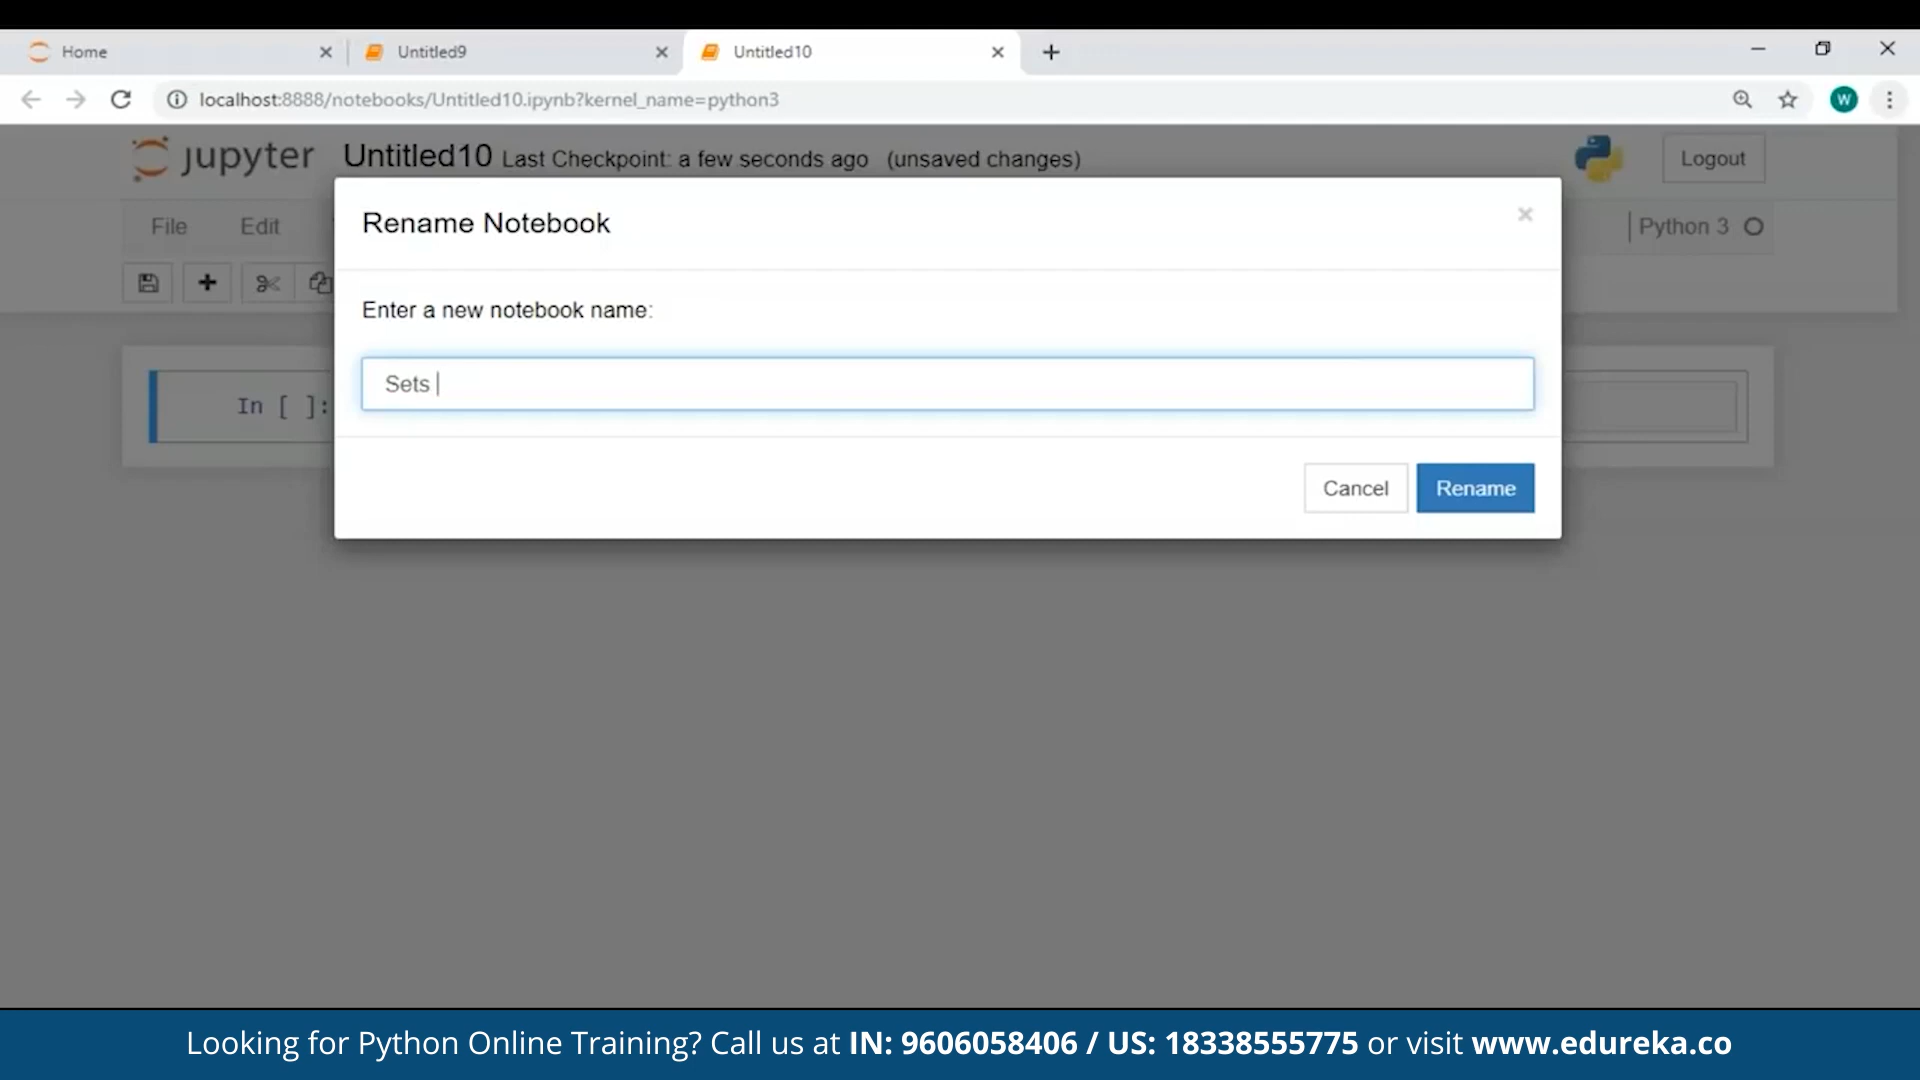 Home
Untitled9
Untitled10
localhost:8888/notebooks/Untitled10.ipynb?kernel_name=python3
W
jupyter Untitled10 Last Checkpoint: a few seconds ago (unsaved changes)
Logout
File Edit
Python 3
Rename Notebook
Enter a new notebook name:
Sets
In [ ]:
Cancel Rename
Looking for Python Online Training? Call us at IN: 9606058406 / US: 18338555775 or visit www.edureka.co